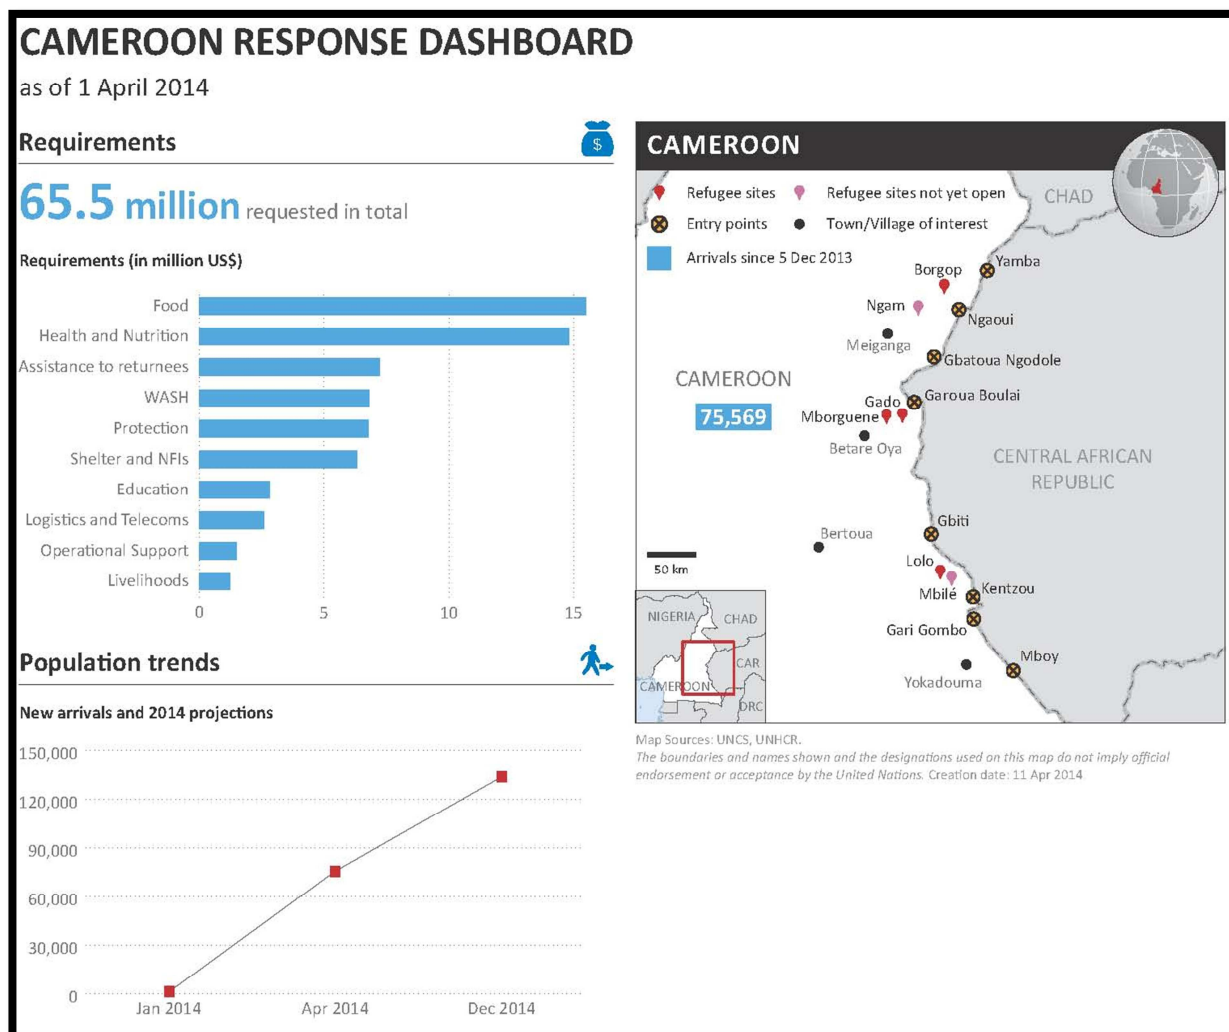 CAMEROON RESPONSE DASHBOARD
as of 1 April 2014
Requirements
$
65.5 million requested in total
Requirements (in million US$)
Food
Health and Nutrition
Assistance to returnees
WASH
Protection
Shelter and NFIs
Education
Logistics and Telecoms
Operational Support
Livelihoods
0 5 10 15
Population trends
New arrivals and 2014 projections
150,000
120,000
90,000
60,000
30,000
0
Jan 2014 Apr 2014 Dec 2014
CAMEROON
Refugee sites Refugee sites not yet open
Entry points Town/Village of interest
Arrivals since 5 Dec 2013
CHAD
Yamba
Borgop
Ngam
Ngaoui
Meiganga
Gbatoua Ngodole
CAMEROON
75,569
Gado Garoua Boulai
Mborguene
Betare Oya
CENTRAL AFRICAN
REPUBLIC
Gbiti
Bertoua
Lolo
50 km
Mbilé Kentzou
Gari Gombo
Mboy
Yokadouma
NIGERIA CHAD
CAR
CAMEROON
DRC
Map Sources: UNCS, UNHCR.
The boundaries and names shown and the designations used on this map do not imply official
endorsement or acceptance by the United Nations. Creation date: 11 Apr 2014